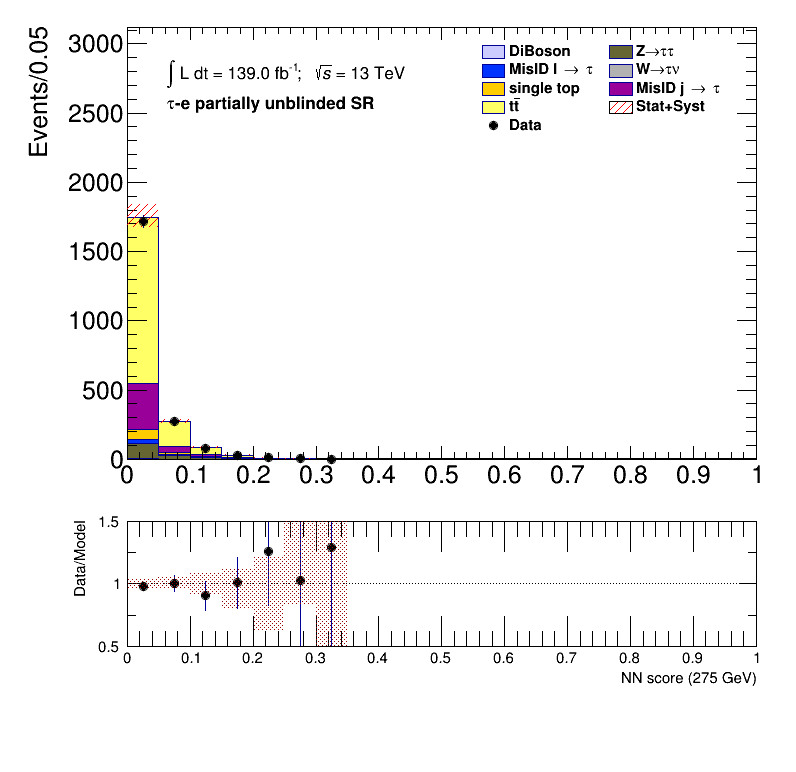 Events/0.05
3000
2500
2000
1500
1000
500
0
∫ L dt = 139.0 fb⁻¹; √s = 13 TeV
τ-e partially unblinded SR
DiBoson
MisID l → τ
single top
tt̄
Data
Z→ττ
W→τν
MisID j → τ
Stat+Syst
0 0.1 0.2 0.3 0.4 0.5 0.6 0.7 0.8 0.9 1
Data/Model
1.5
1
0.5
0 0.1 0.2 0.3 0.4 0.5 0.6 0.7 0.8 0.9 1
NN score (275 GeV)